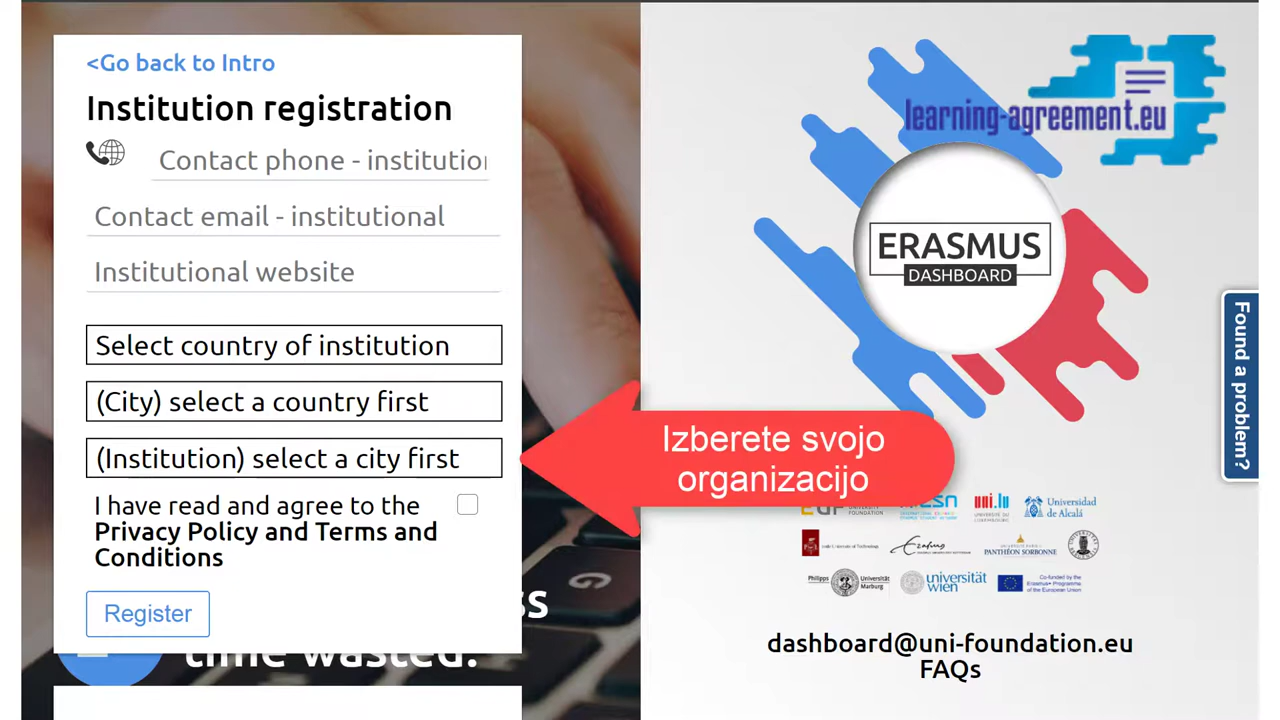 <Go back to Intro
Institution registration
Contact phone - institution
Contact email - institutional
Institutional website
Select country of institution
(City) select a country first
(Institution) select a city first
I have read and agree to the
Privacy Policy and Terms and
Conditions
Register
time wasted.
learning-agreement.eu
ERASMUS
DASHBOARD
Found a problem?
Izberete svojo
organizacijo
uni.lu
Universidad
de Alcalá
Erasmus
PANTHÉON SORBONNE
Philipps
Universität
Marburg
universität
wien
Co-funded by the
Erasmus+ Programme
of the European Union
dashboard@uni-foundation.eu
FAQs